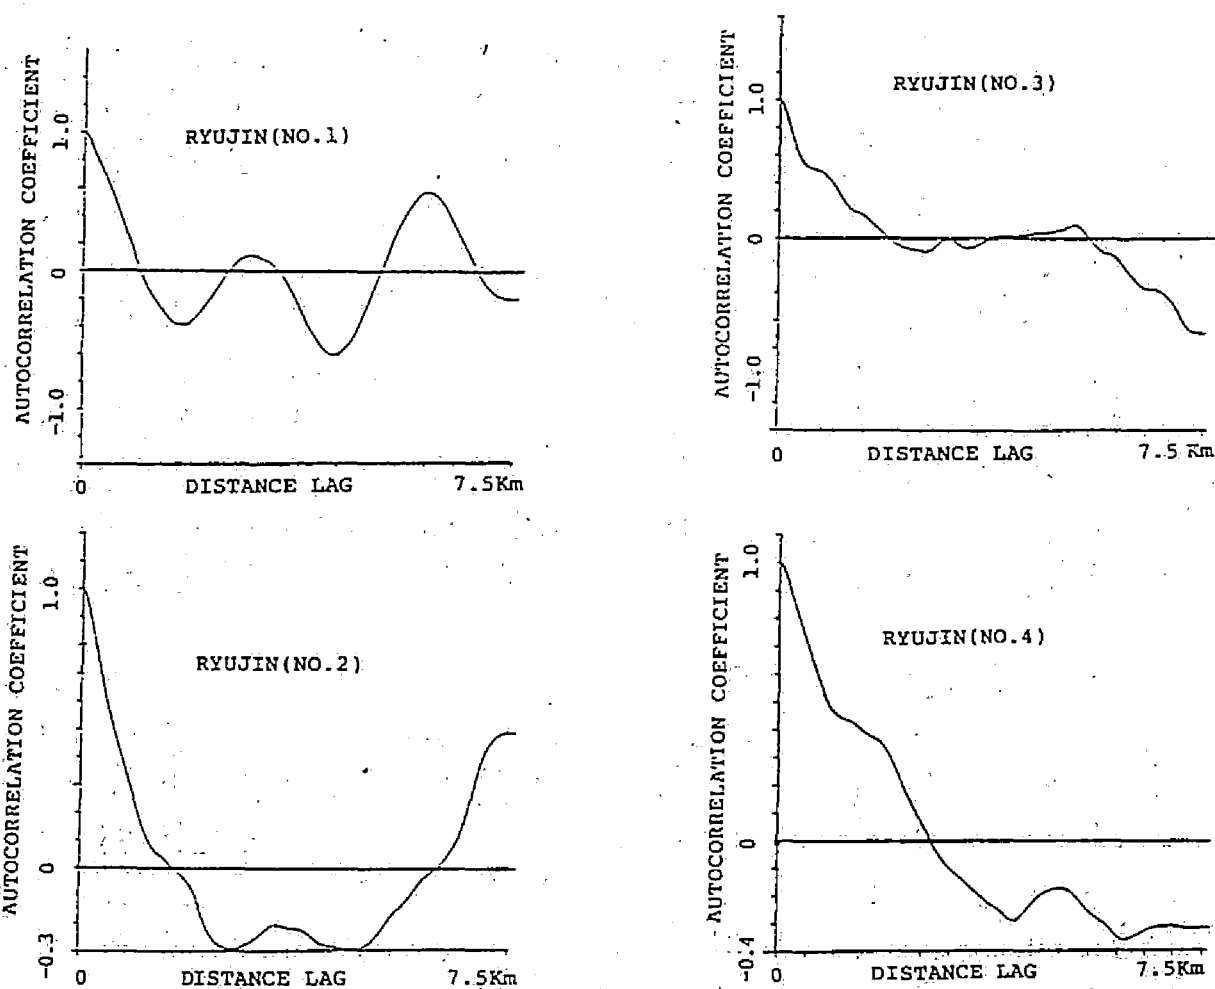 AUTOCORRELATION COEFFICIENT
1.0
0
-1.0
RYUJIN(NO.1)
0 DISTANCE LAG 7.5Km
AUTOCORRELATION COEFFICIENT
1.0
0
-1.0
RYUJIN(NO.3)
0 DISTANCE LAG 7.5Km
AUTOCORRELATION COEFFICIENT
1.0
0
-0.3
RYUJIN(NO.2)
0 DISTANCE LAG 7.5Km
AUTOCORRELATION COEFFICIENT
1.0
0
-0.4
RYUJIN(NO.4)
0 DISTANCE LAG 7.5Km